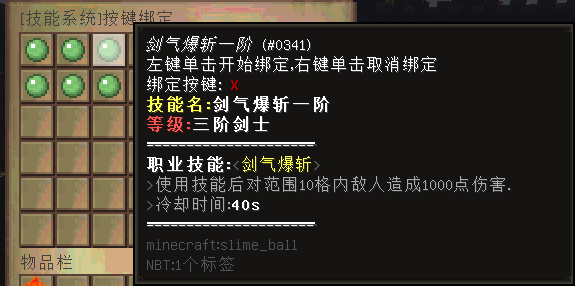 [技能系统]按键绑定
剑气爆斩一阶 (#0341)
左键单击开始绑定,右键单击取消绑定
绑定按键: X
技能名:剑气爆斩一阶
等级:三阶剑士
====================
职业技能:<剑气爆斩>
>使用技能后对范围10格内敌人造成1000点伤害.
>冷却时间:40s
====================
minecraft:slime_ball
NBT:1个标签
物品栏